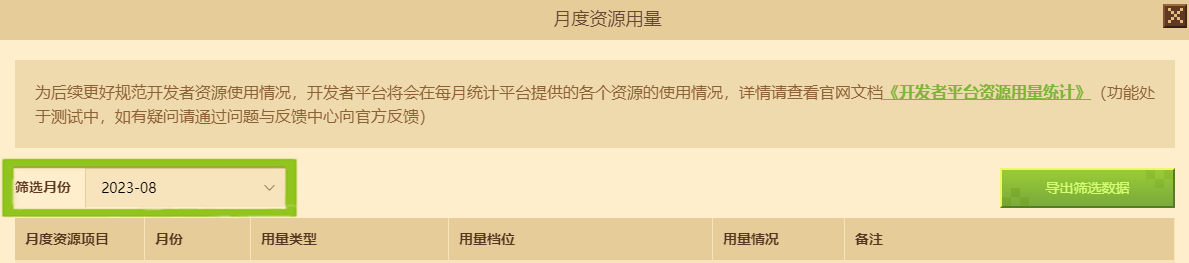 月度资源用量
为后续更好规范开发者资源使用情况，开发者平台将会在每月统计平台提供的各个资源的使用情况，详情请查看官网文档《开发者平台资源用量统计》（功能处
于测试中，如有疑问请通过问题与反馈中心向官方反馈）
筛选月份 2023-08 导出筛选数据
月度资源项目 月份 用量类型 用量档位 用量情况 备注